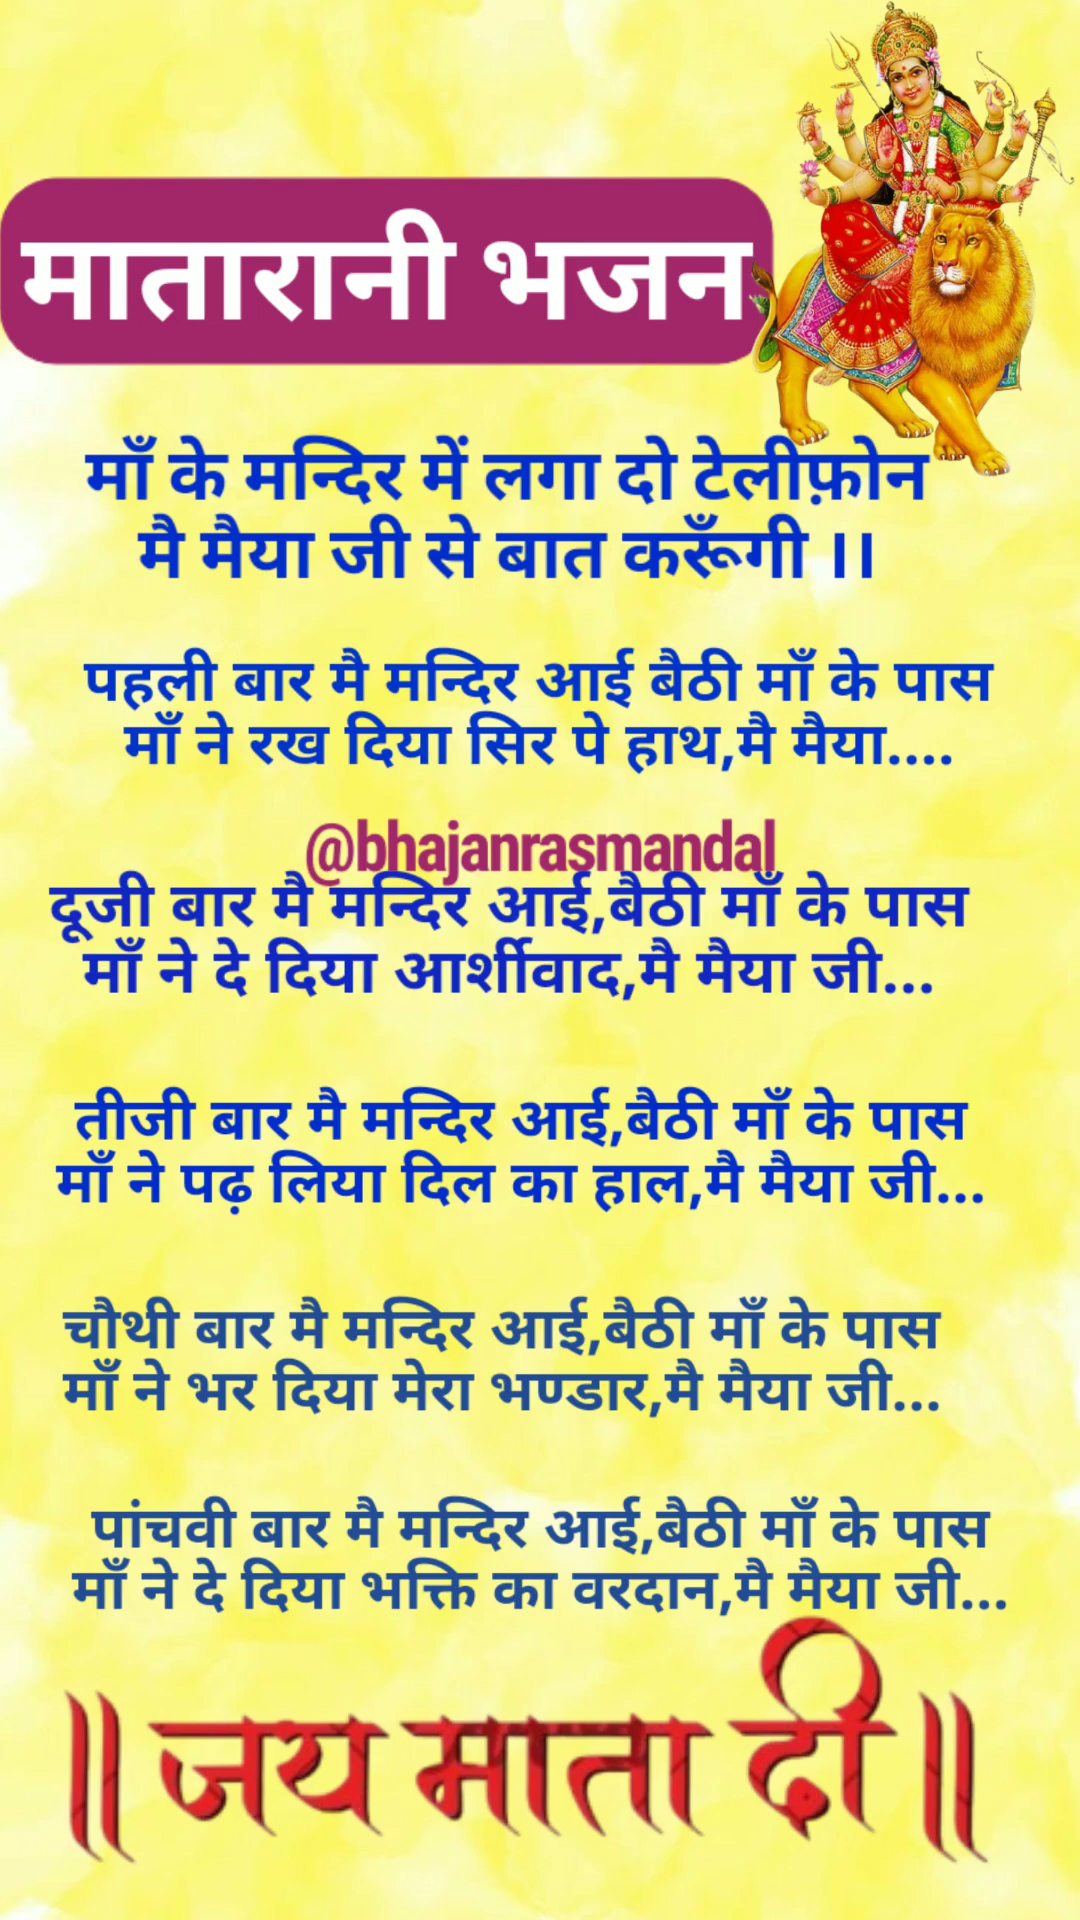 मातारानी भजन
माँ के मन्दिर में लगा दो टेलीफ़ोन
मै मैया जी से बात करूँगी ।।
पहली बार मै मन्दिर आई बैठी माँ के पास
माँ ने रख दिया सिर पे हाथ,मै मैया....
@bhajanrasmandal
दूजी बार मै मन्दिर आई,बैठी माँ के पास
माँ ने दे दिया आर्शीवाद,मै मैया जी...
तीजी बार मै मन्दिर आई,बैठी माँ के पास
माँ ने पढ़ लिया दिल का हाल,मै मैया जी...
चौथी बार मै मन्दिर आई,बैठी माँ के पास
माँ ने भर दिया मेरा भण्डार,मै मैया जी...
पांचवी बार मै मन्दिर आई,बैठी माँ के पास
माँ ने दे दिया भक्ति का वरदान,मै मैया जी...
॥ जय माता दी ॥